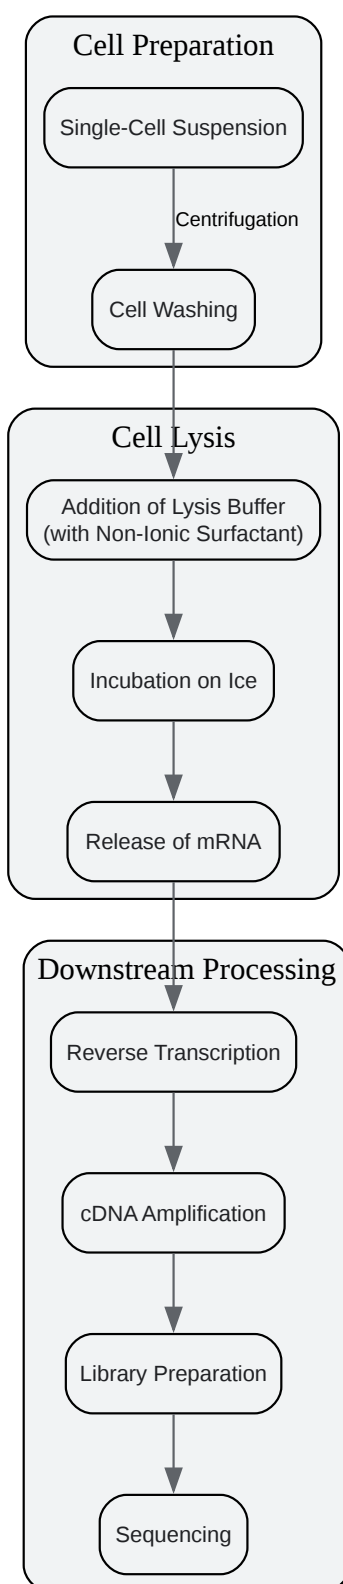 Cell Preparation
Single-Cell Suspension
Centrifugation
Cell Washing
Cell Lysis
Addition of Lysis Buffer
(with Non-Ionic Surfactant)
Incubation on Ice
Release of mRNA
Downstream Processing
Reverse Transcription
cDNA Amplification
Library Preparation
Sequencing